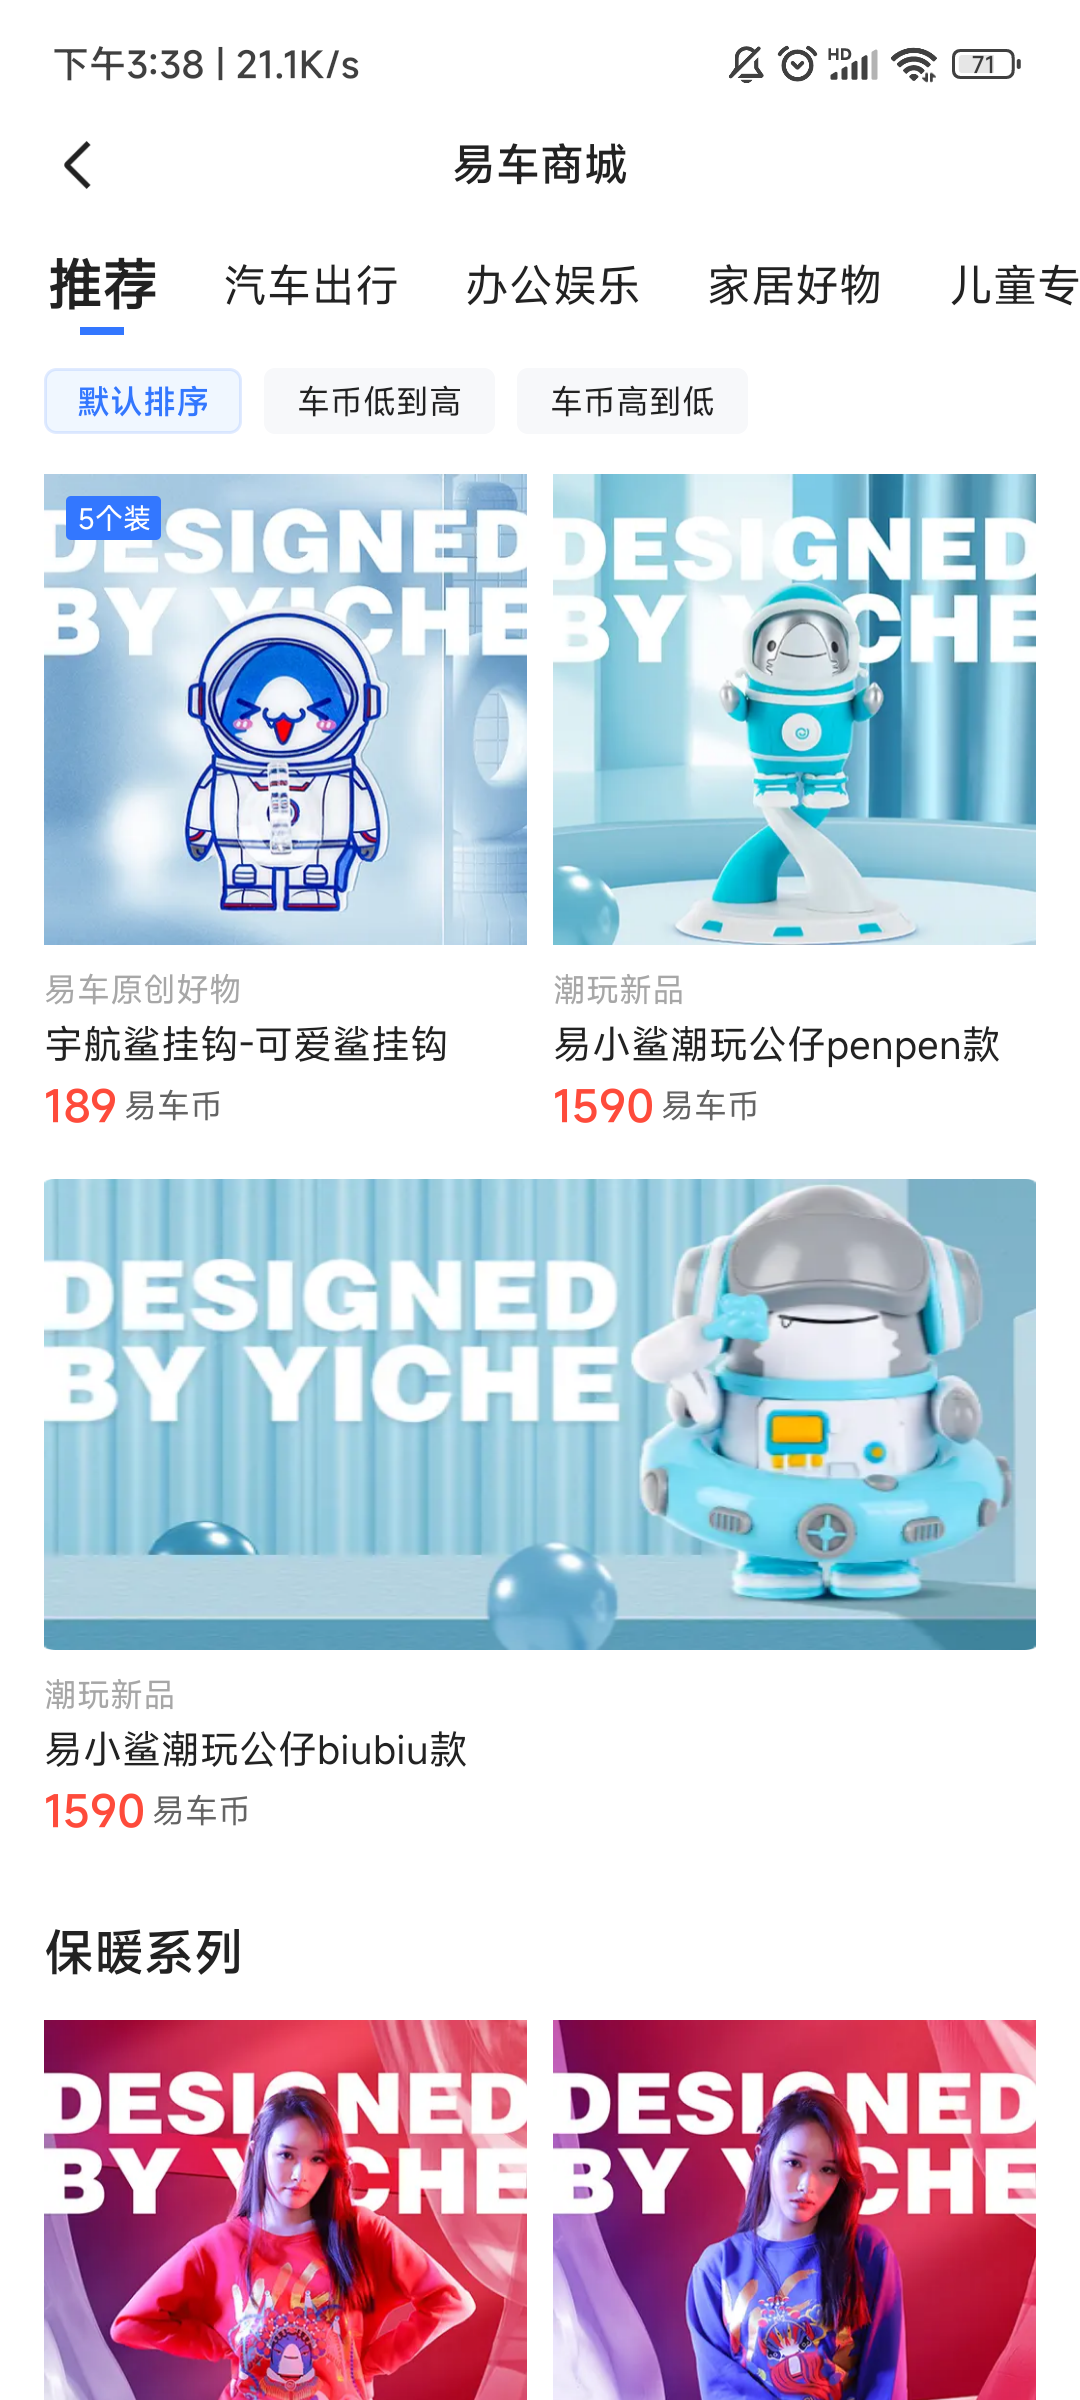 下午3:38 | 21.1K/s
HD
71
易车商城
推荐
汽车出行
办公娱乐
家居好物
儿童专
默认排序
车币低到高
车币高到低
5个装
DESIGNED
BY YICHE
DESIGNED
BY YICHE
易车原创好物
宇航鲨挂钩-可爱鲨挂钩
189 易车币
潮玩新品
易小鲨潮玩公仔penpen款
1590 易车币
DESIGNED
BY YICHE
潮玩新品
易小鲨潮玩公仔biubiu款
1590 易车币
保暖系列
DESIGNED
BY YICHE
DESIGNED
BY YICHE